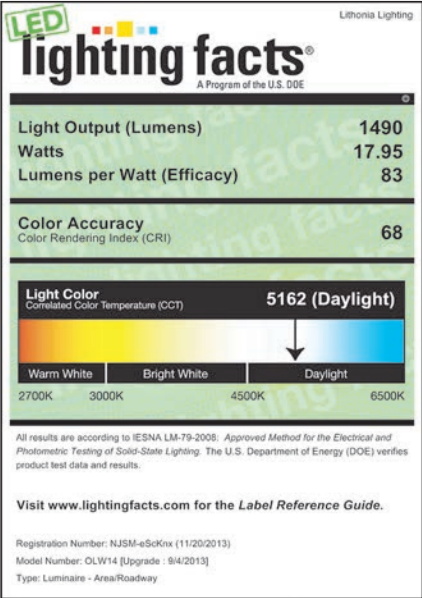 Lithonia Lighting
LED
lighting facts®
A Program of the U.S. DOE
Light Output (Lumens) 1490
Watts 17.95
Lumens per Watt (Efficacy) 83
Color Accuracy
Color Rendering Index (CRI) 68
Light Color
Correlated Color Temperature (CCT) 5162 (Daylight)
Warm White Bright White Daylight
2700K 3000K 4500K 6500K
All results are according to IESNA LM-79-2008: Approved Method for the Electrical and
Photometric Testing of Solid-State Lighting. The U.S. Department of Energy (DOE) verifies
product test data and results.
Visit www.lightingfacts.com for the Label Reference Guide.
Registration Number: NJSM-eScKnx (11/20/2013)
Model Number: OLW14 [Upgrade : 9/4/2013]
Type: Luminaire - Area/Roadway